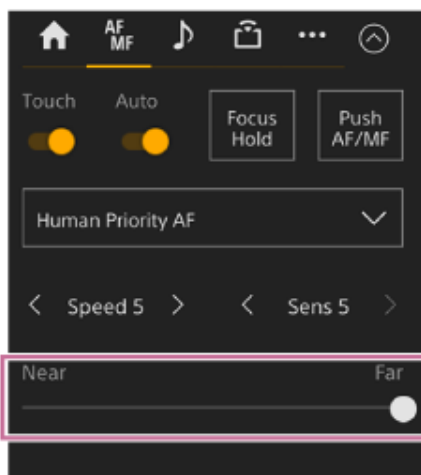 AF
MF
Touch Auto
Focus
Hold
Push
AF/MF
Human Priority AF
Speed 5
Sens 5
Near Far